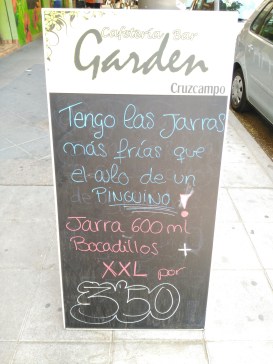 Cafetería Bar
Garden
Cruzcampo
Tengo las Jarras
más frías que
el culo de un
PINGUINO!
Jarra 600 ml
Bocadillos +
XXL por
3'50